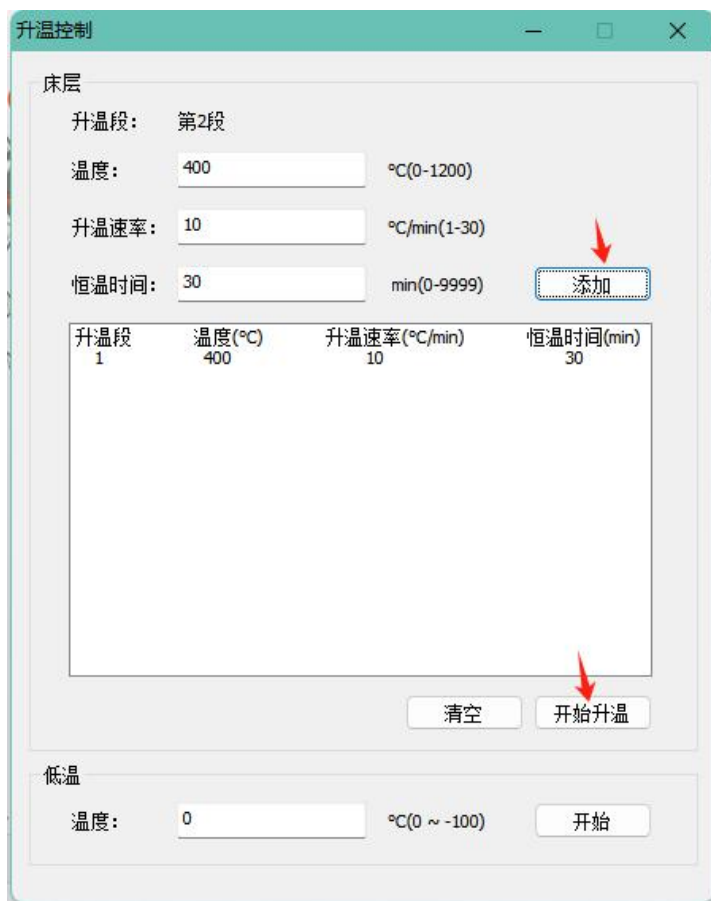 升温控制
床层
升温段： 第2段
温度： 400 ℃(0-1200)
升温速率： 10 ℃/min(1-30)
恒温时间： 30 min(0-9999) 添加
升温段 温度(℃) 升温速率(℃/min) 恒温时间(min)
1 400 10 30
清空 开始升温
低温
温度： 0 ℃(0 ~ -100) 开始